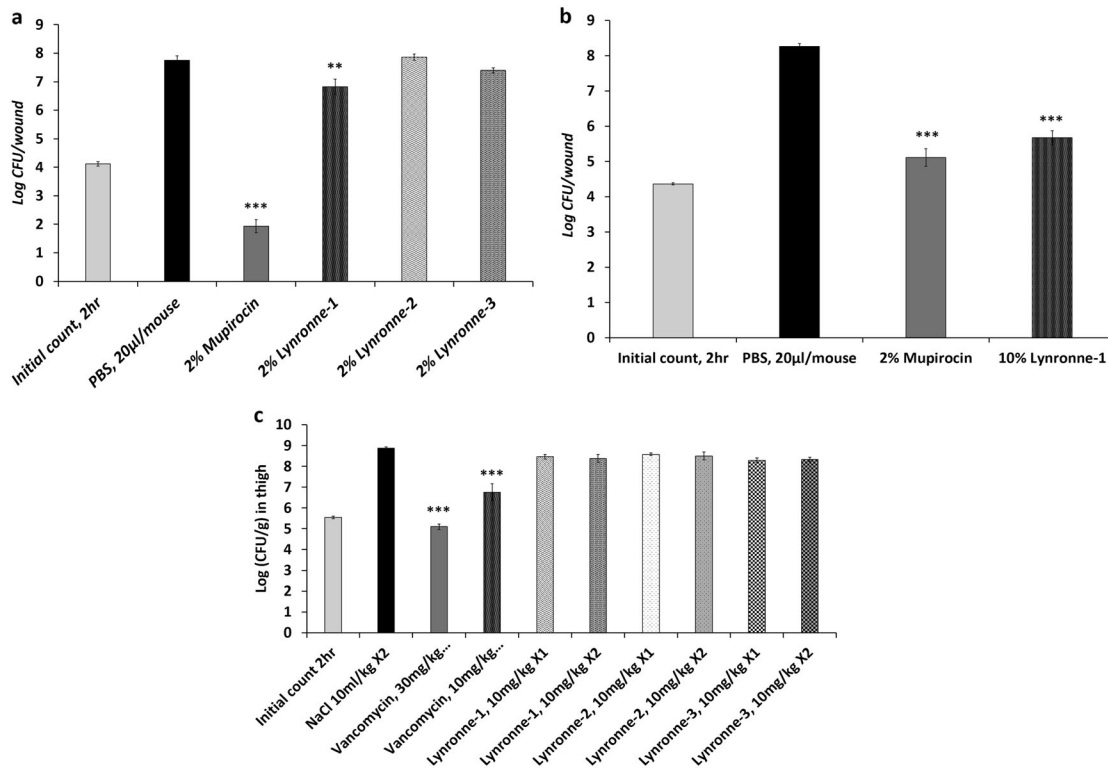 a
9
8
7
6
5
4
3
2
1
0
Log CFU/wound
***
**
Initial count, 2hr
PBS, 20µl/mouse
2% Mupirocin
2% Lynronne-1
2% Lynronne-2
2% Lynronne-3
b
9
8
7
6
5
4
3
2
1
0
Log CFU/wound
***
***
Initial count, 2hr
PBS, 20µl/mouse
2% Mupirocin
10% Lynronne-1
c
10
9
8
7
6
5
4
3
2
1
0
Log (CFU/g) in thigh
***
***
Initial count 2hr
NaCl 10ml/kg X2
Vancomycin, 30mg/kg...
Vancomycin, 10mg/kg...
Lynronne-1, 10mg/kg X1
Lynronne-1, 10mg/kg X2
Lynronne-2, 10mg/kg X1
Lynronne-2, 10mg/kg X2
Lynronne-3, 10mg/kg X1
Lynronne-3, 10mg/kg X2